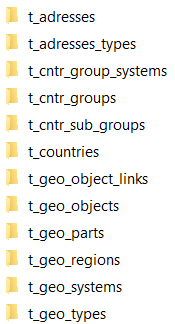 t_adresses
t_adresses_types
t_cntr_group_systems
t_cntr_groups
t_cntr_sub_groups
t_countries
t_geo_object_links
t_geo_objects
t_geo_parts
t_geo_regions
t_geo_systems
t_geo_types